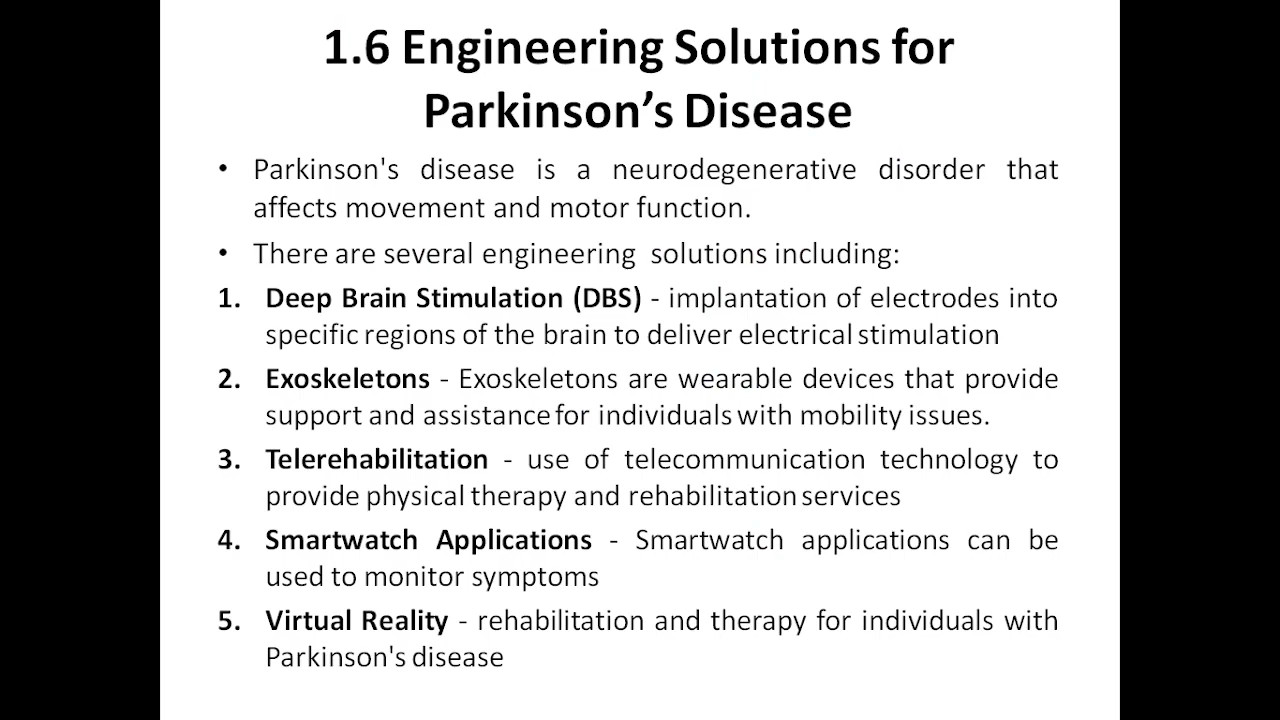 1.6 Engineering Solutions for
Parkinson’s Disease
• Parkinson's disease is a neurodegenerative disorder that
affects movement and motor function.
• There are several engineering solutions including:
1. Deep Brain Stimulation (DBS) - implantation of electrodes into
specific regions of the brain to deliver electrical stimulation
2. Exoskeletons - Exoskeletons are wearable devices that provide
support and assistance for individuals with mobility issues.
3. Telerehabilitation - use of telecommunication technology to
provide physical therapy and rehabilitation services
4. Smartwatch Applications - Smartwatch applications can be
used to monitor symptoms
5. Virtual Reality - rehabilitation and therapy for individuals with
Parkinson's disease